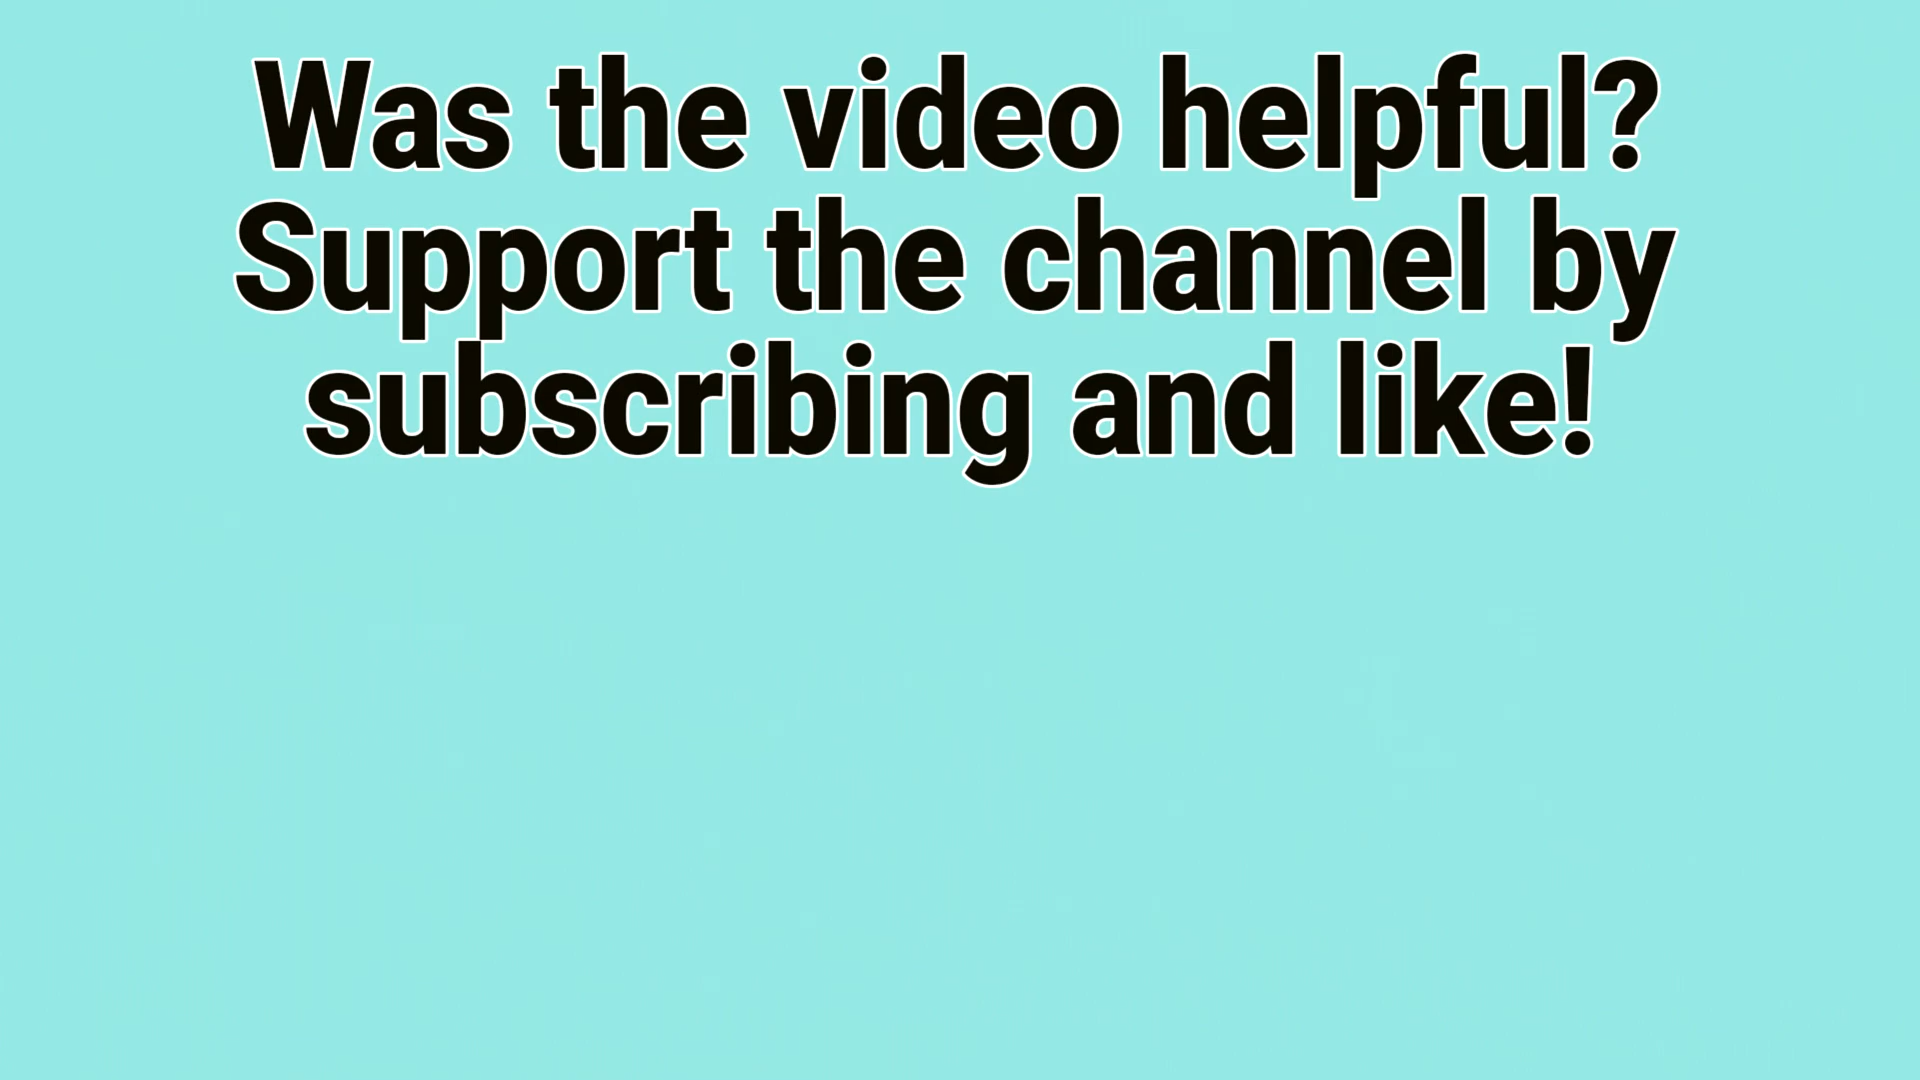 Was the video helpful?
Support the channel by
subscribing and like!